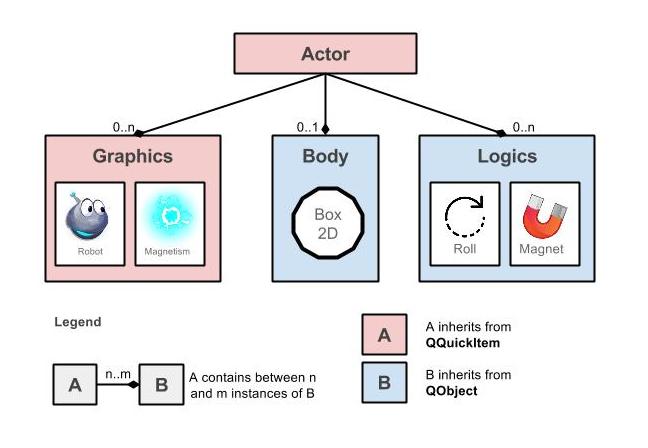 Actor
0..n
0..1
0..n
Graphics
Body
Logics
Robot
Magnetism
Box
2D
Roll
Magnet
Legend
A
n..m
B
A contains between n
and m instances of B
A
A inherits from
QQuickItem
B
B inherits from
QObject